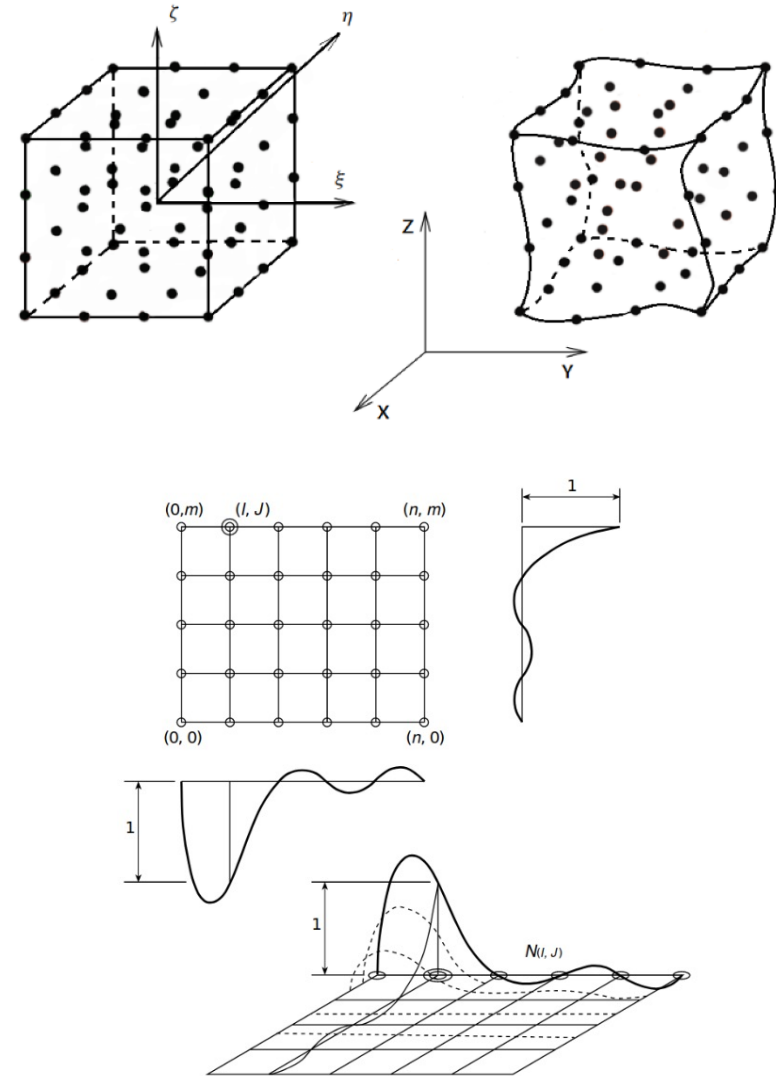 ζ
η
ξ
Z
Y
X
1
(0,m) (I, J) (n, m)
(0, 0) (n, 0)
1
1
N(I, J)